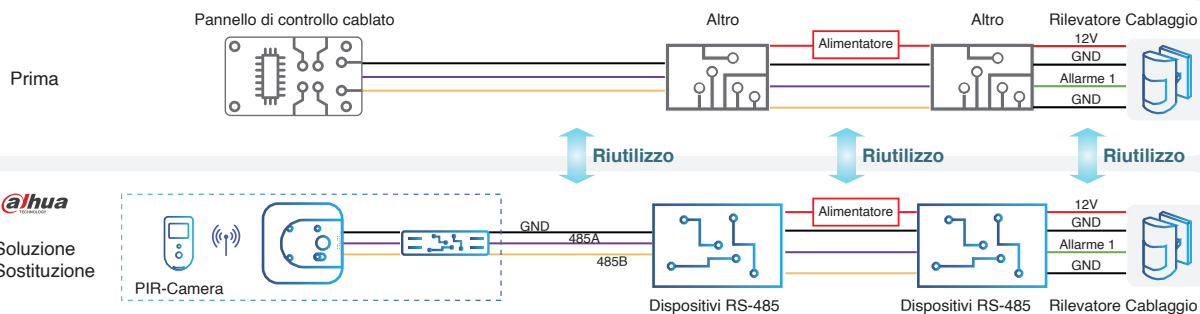 Pannello di controllo cablato
Altro
Altro
Rilevatore Cablaggio
Prima
Alimentatore
12V
GND
Allarme 1
GND
Riutilizzo
Riutilizzo
Riutilizzo
alhua
TECHNOLOGY
Soluzione
Sostituzione
PIR-Camera
GND
485A
485B
Alimentatore
12V
GND
Allarme 1
GND
Dispositivi RS-485
Dispositivi RS-485
Rilevatore Cablaggio